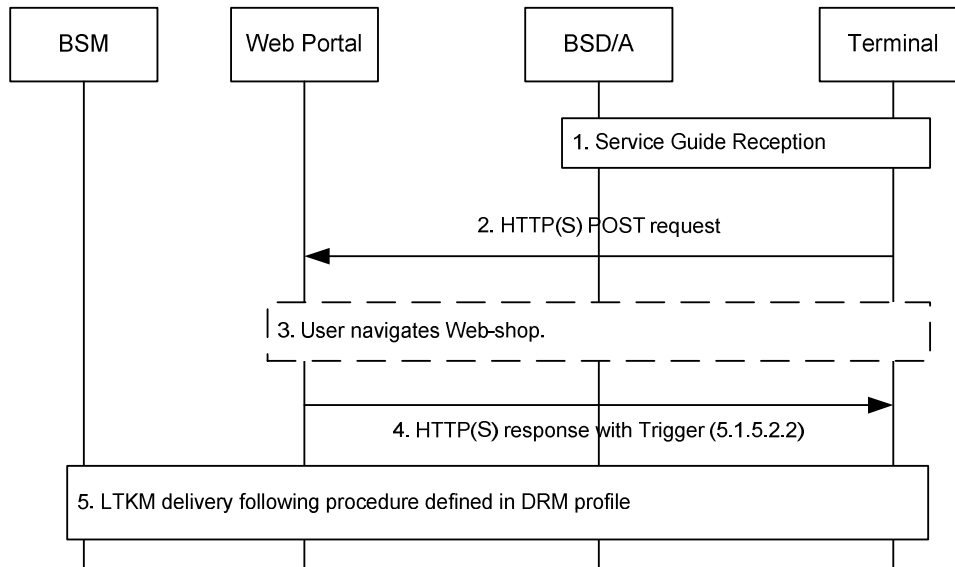 BSM
Web Portal
BSD/A
Terminal
1. Service Guide Reception
2. HTTP(S) POST request
3. User navigates Web-shop.
4. HTTP(S) response with Trigger (5.1.5.2.2)
5. LTKM delivery following procedure defined in DRM profile